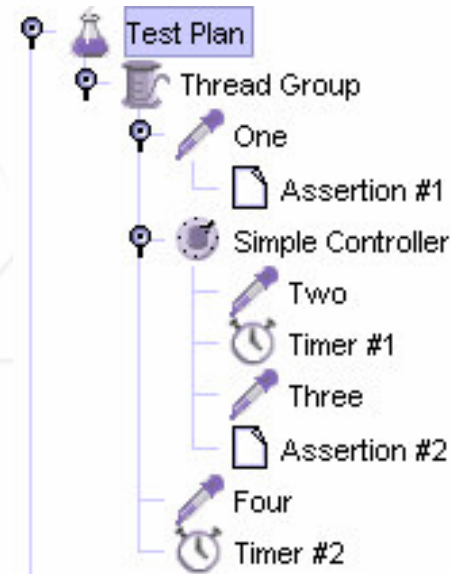 Test Plan
Thread Group
One
Assertion #1
Simple Controller
Two
Timer #1
Three
Assertion #2
Four
Timer #2